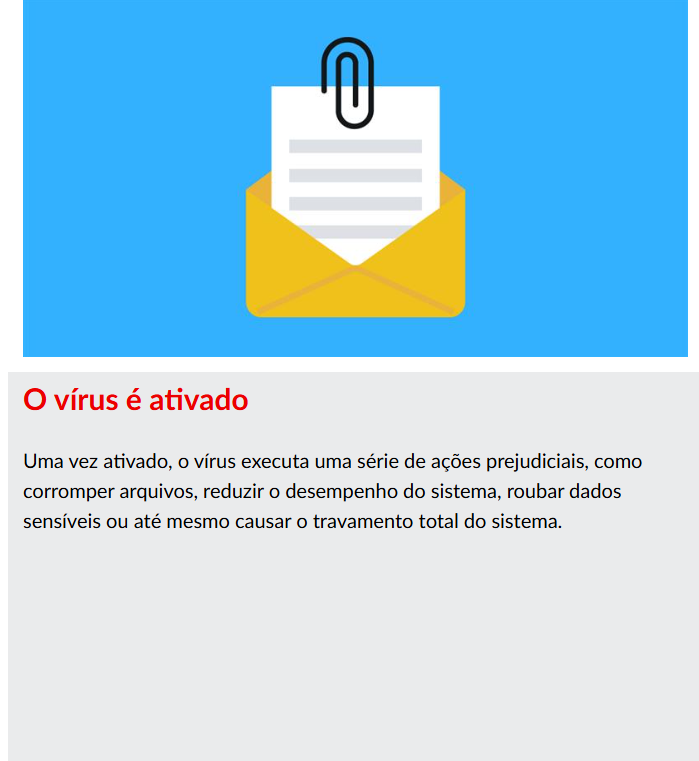 O vírus é ativado
Uma vez ativado, o vírus executa uma série de ações prejudiciais, como
corromper arquivos, reduzir o desempenho do sistema, roubar dados
sensíveis ou até mesmo causar o travamento total do sistema.